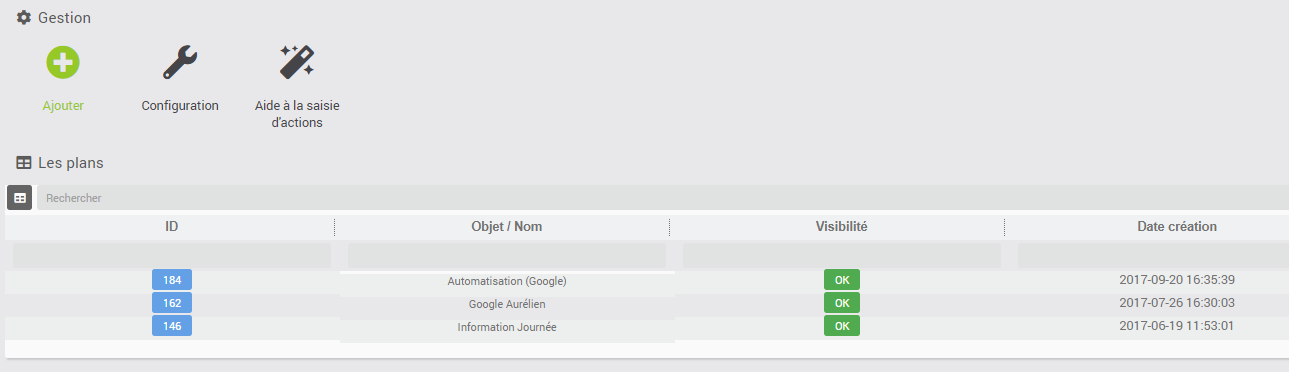 Gestion
Ajouter
Configuration
Aide à la saisie
d'actions
Les plans
Rechercher
ID Objet / Nom Visibilité Date création
184 Automatisation (Google) OK 2017-09-20 16:35:39
162 Google Aurélien OK 2017-07-26 16:30:03
146 Information Journée OK 2017-06-19 11:53:01